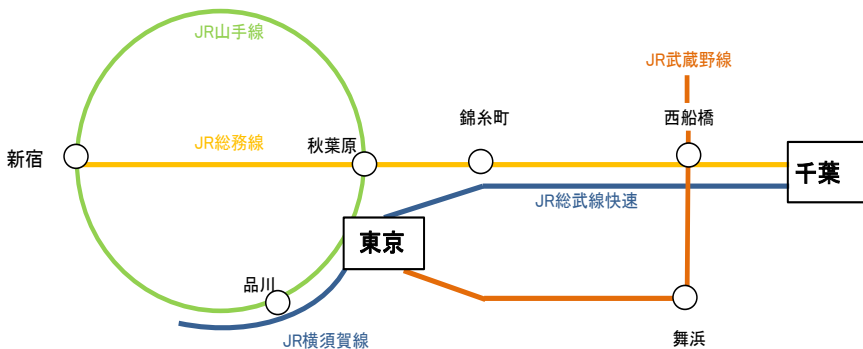 JR山手線
JR武蔵野線
錦糸町
西船橋
新宿
JR総務線
秋葉原
千葉
JR総武線快速
東京
品川
JR横須賀線
舞浜